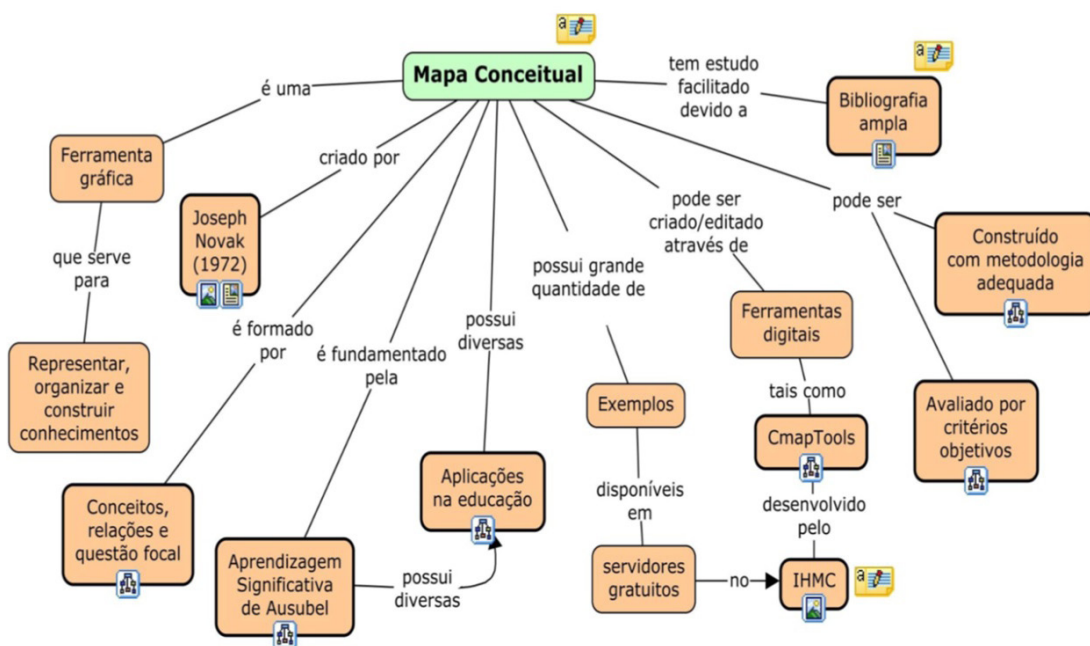 Mapa Conceitual
é uma
Ferramenta
gráfica
que serve
para
Representar,
organizar e
construir
conhecimentos
criado por
Joseph
Novak
(1972)
é formado
por
Conceitos,
relações e
questão focal
é fundamentado
pela
Aprendizagem
Significativa
de Ausubel
possui
diversas
possui
diversas
Aplicações
na educação
possui grande
quantidade de
Exemplos
disponíveis
em
servidores
gratuitos
no
IHMC
pode ser
criado/editado
através de
Ferramentas
digitais
tais como
CmapTools
desenvolvido
pelo
tem estudo
facilitado
devido a
Bibliografia
ampla
pode ser
Construído
com metodologia
adequada
Avaliado por
critérios
objetivos
a
a
a